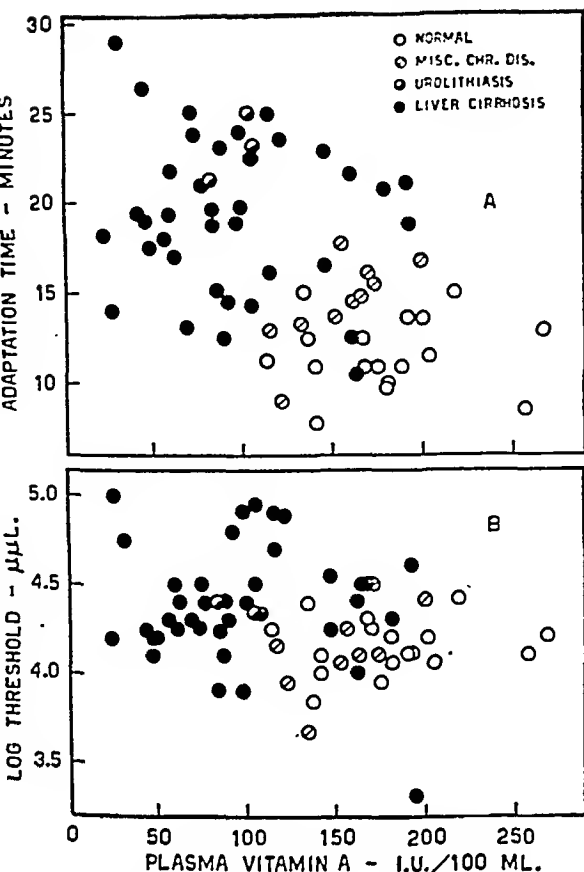 30
25
20
15
10
ADAPTATION TIME - MINUTES
NORMAL
MISC. CHR. DIS.
UROLITHIASIS
LIVER CIRRHOSIS
A
5.0
4.5
4.0
3.5
LOG THRESHOLD - µµL.
B
0 50 100 150 200 250
PLASMA VITAMIN A - I.U./100 ML.